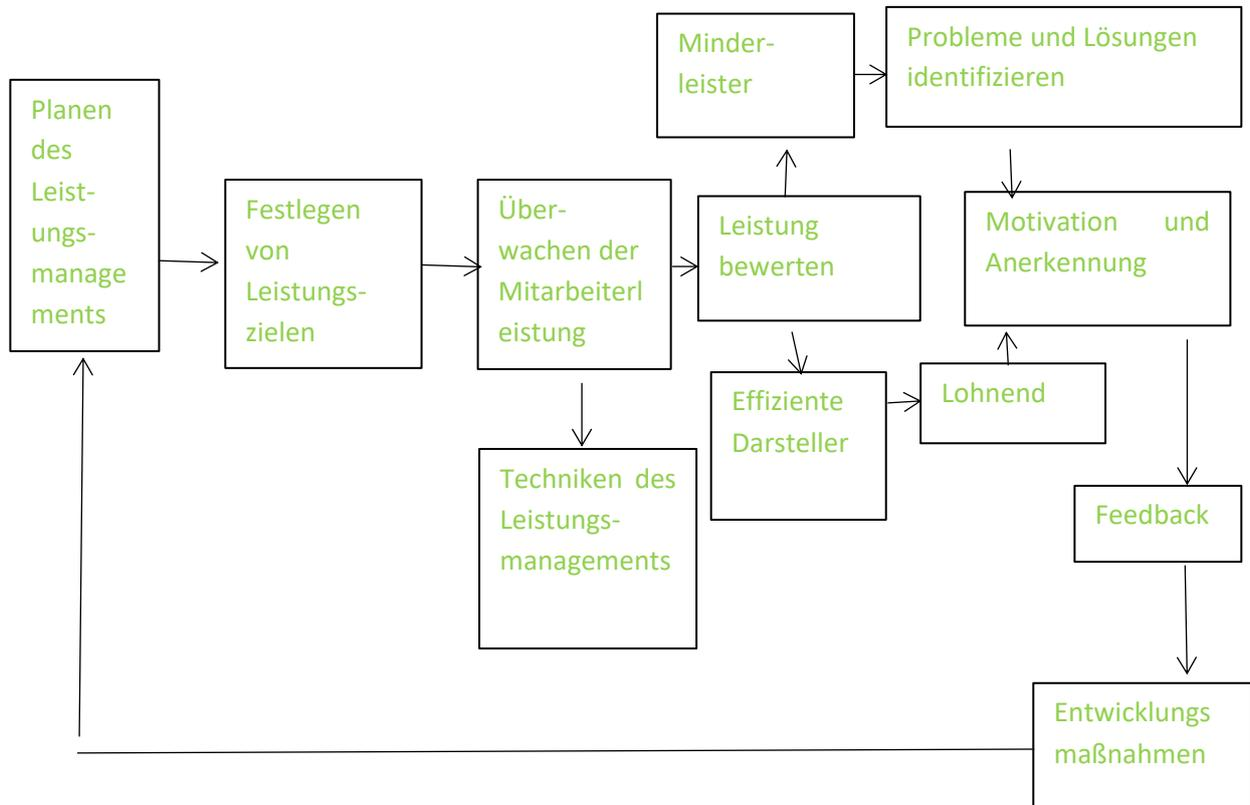 Planen
des
Leist-
ungs-
manage
ments
Festlegen
von
Leistungs-
zielen
Über-
wachen der
Mitarbeiterl
eistung
Techniken des
Leistungs-
managements
Leistung
bewerten
Minder-
leister
Probleme und Lösungen
identifizieren
Effiziente
Darsteller
Lohnend
Motivation und
Anerkennung
Feedback
Entwicklungs
maßnahmen